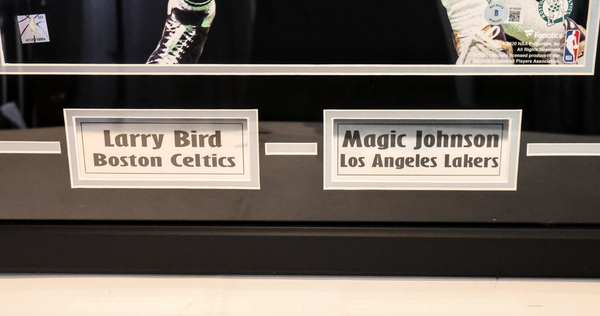 Fanatics
All Rights Reserved
Larry Bird
Boston Celtics
Magic Johnson
Los Angeles Lakers